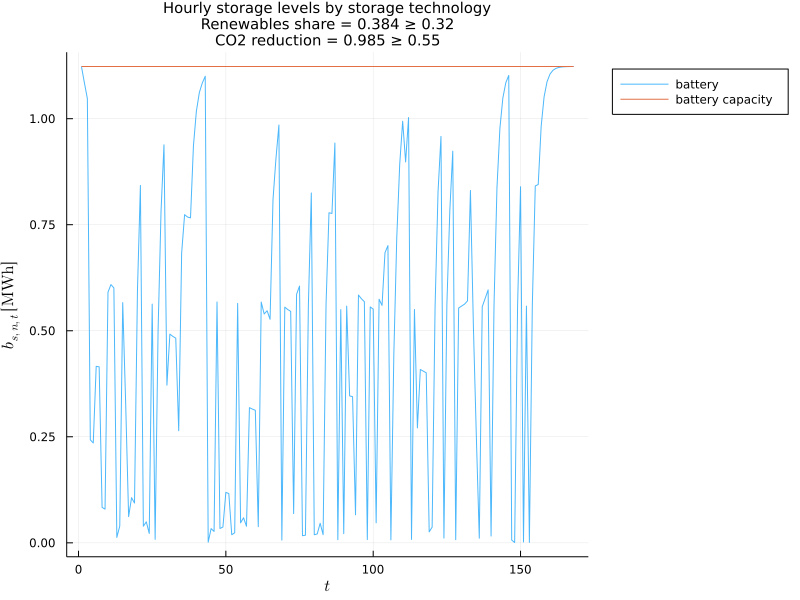 Hourly storage levels by storage technology
Renewables share = 0.384 ≥ 0.32
CO2 reduction = 0.985 ≥ 0.55
battery
battery capacity
b_{s, n, t} [MWh]
1.00
0.75
0.50
0.25
0.00
0 50 100 150
t